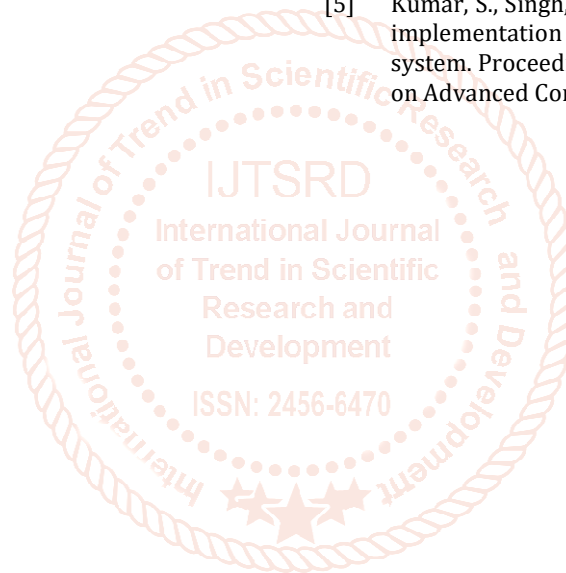 [5] Kumar, S., Singh,
implementation
system. Proceed
on Advanced Con
International Journal of Trend in Scientific Research and Development
IJTSRD
International Journal
of Trend in Scientific
Research and
Development
ISSN: 2456-6470